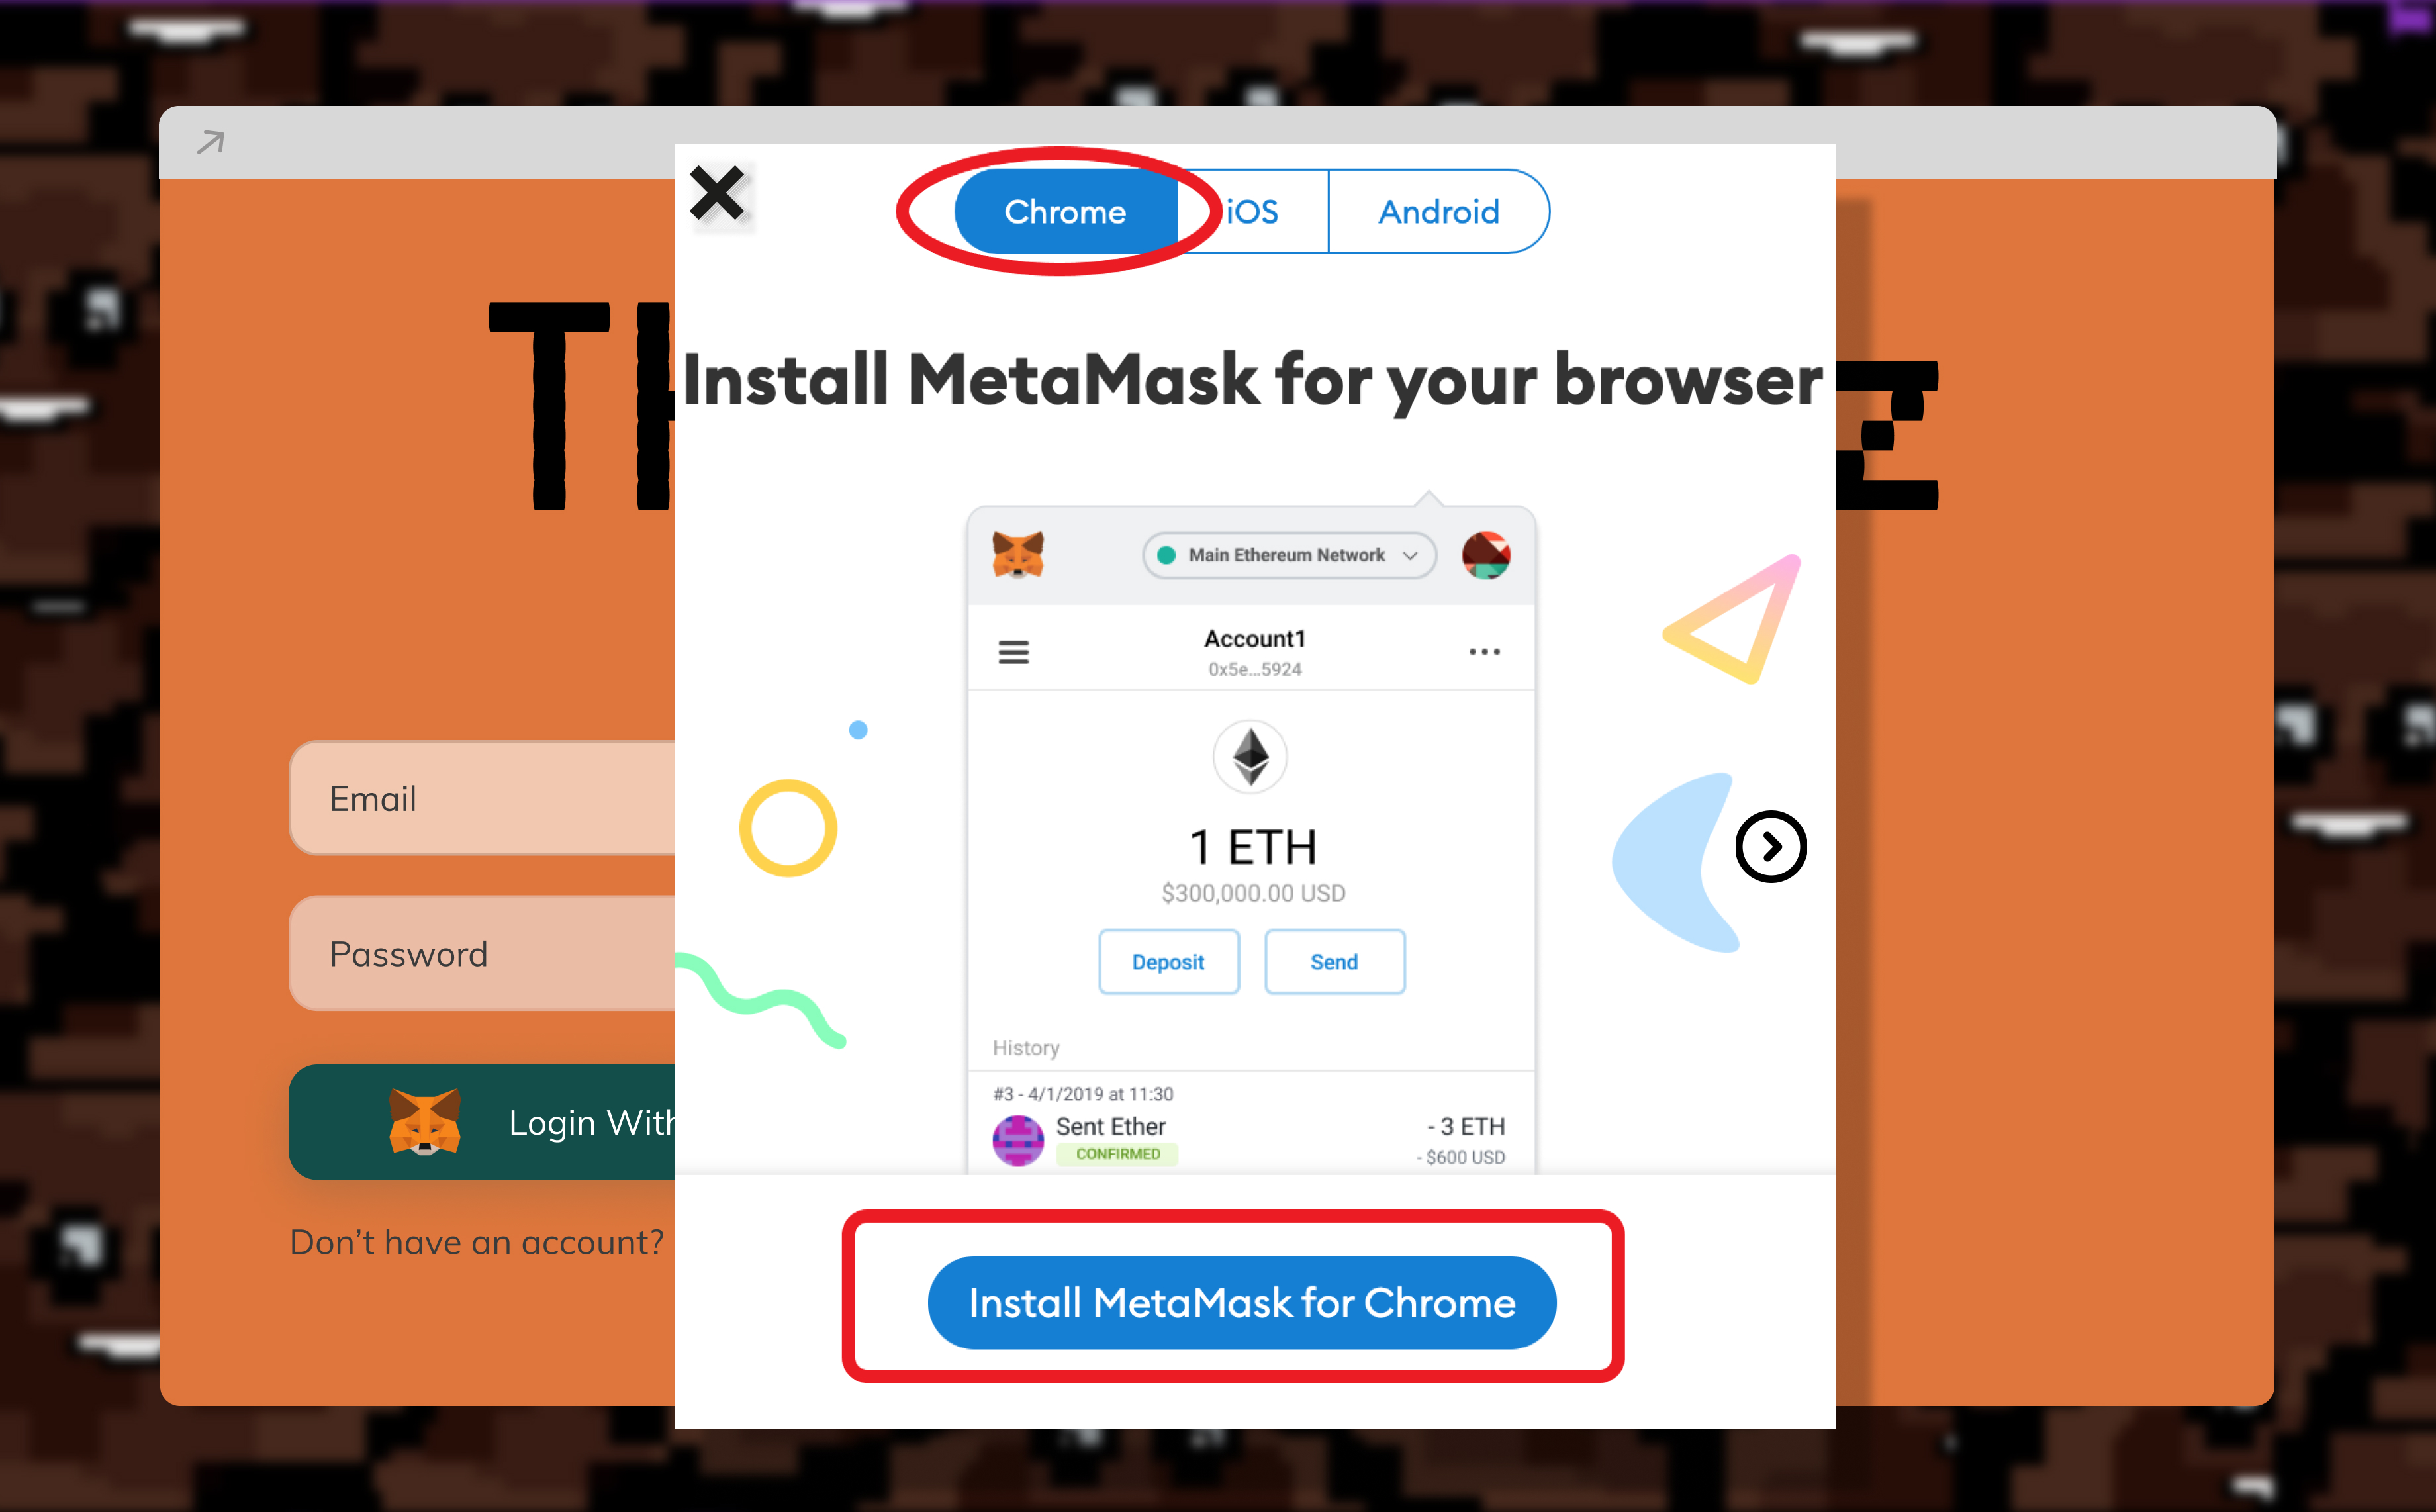 Chrome
iOS
Android
Install MetaMask for your browser
Main Ethereum Network
Account1
0x5e...5924
1 ETH
$300,000.00 USD
Deposit
Send
History
#3 - 4/1/2019 at 11:30
Sent Ether
- 3 ETH
CONFIRMED
- $600 USD
Install MetaMask for Chrome
Email
Password
Login With
Don't have an account?